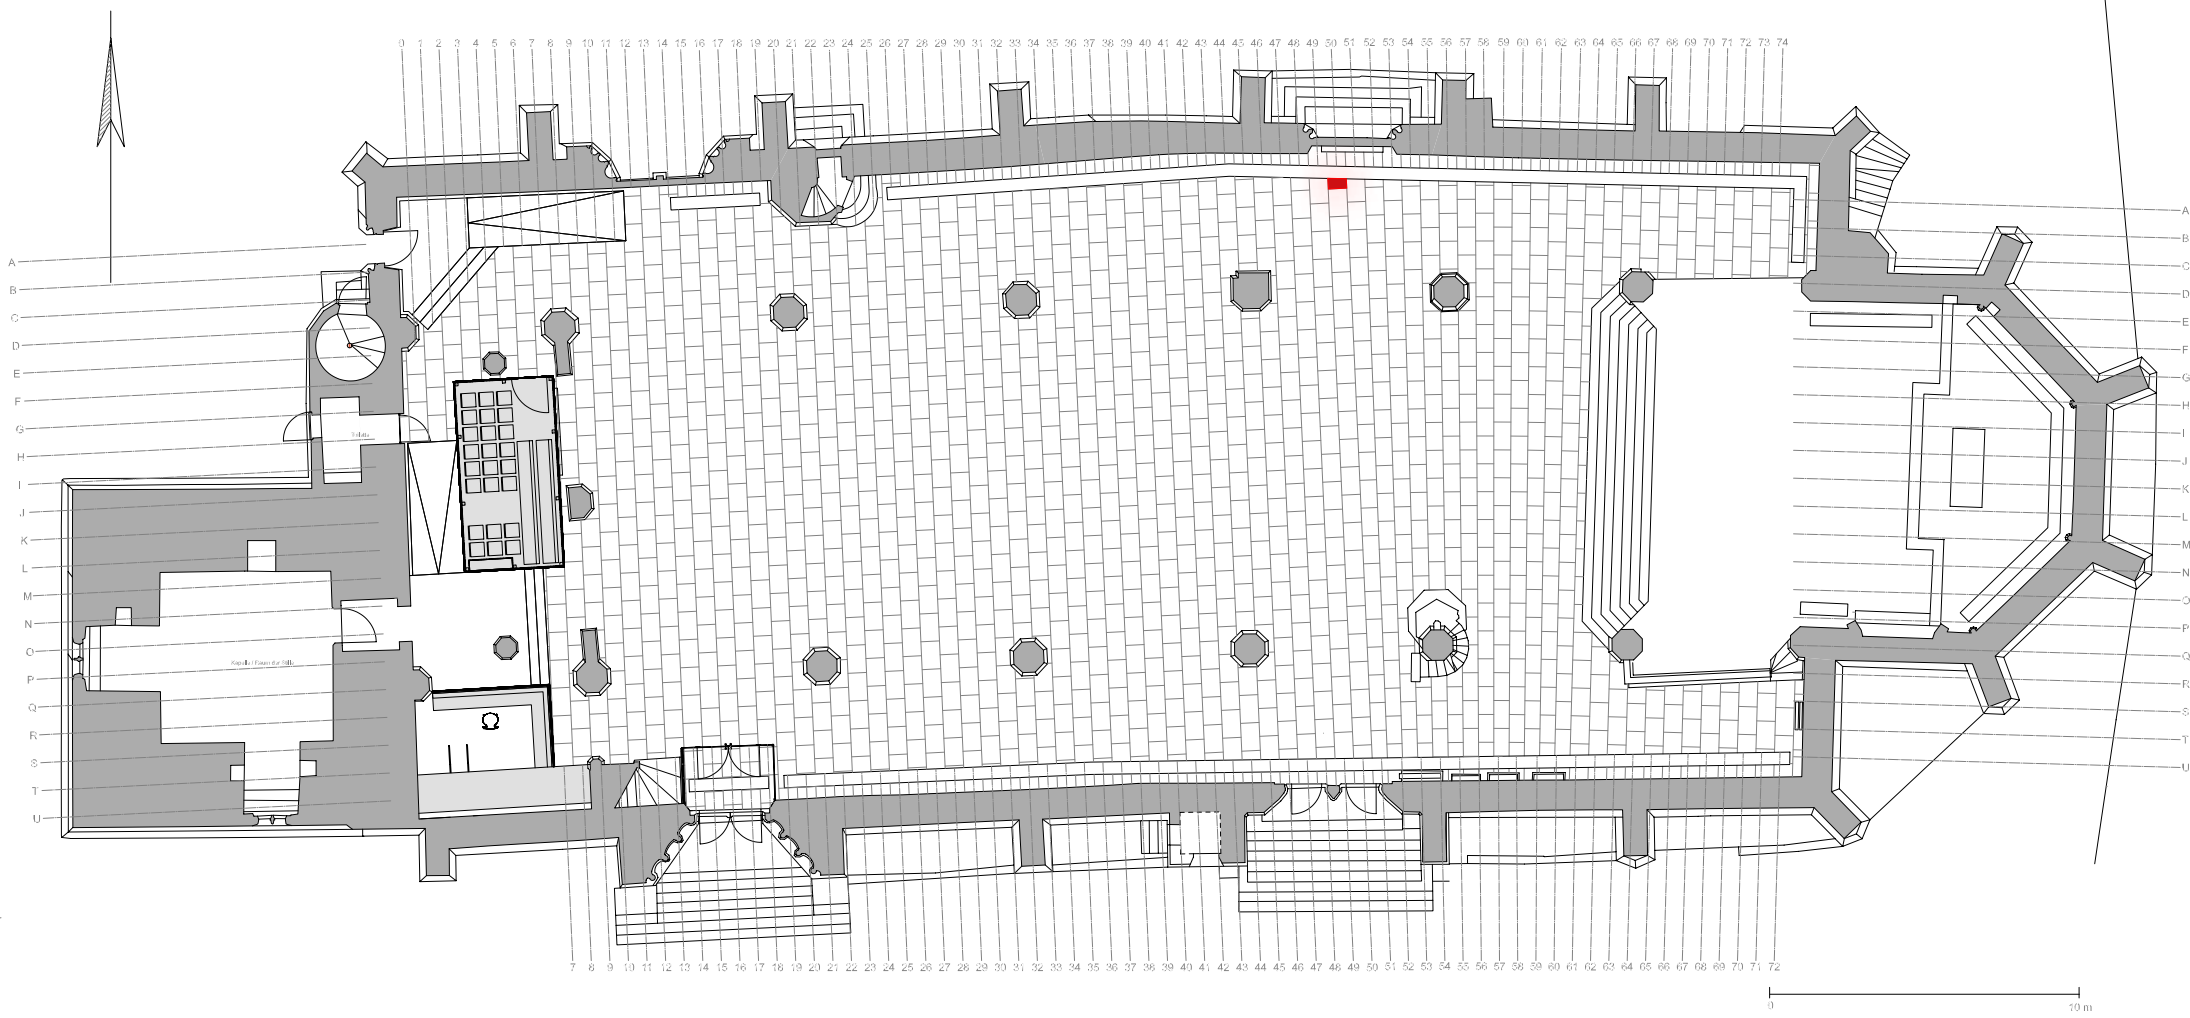 0 1 2 3 4 5 6 7 8 9 10 11 12 13 14 15 16 17 18 19 20 21 22 23 24 25 26 27 28 29 30 31 32 33 34 35 36 37 38 39 40 41 42 43 44 45 46 47 48 49 50 51 52 53 54 55 56 57 58 59 60 61 62 63 64 65 66 67 68 69 70 71 72 73 74
A
B
C
D
E
F
G
H
I
J
K
L
M
N
O
P
Q
R
S
T
U
A
B
C
D
E
F
G
H
I
J
K
L
M
N
O
P
Q
R
S
T
U
7 8 9 10 11 12 13 14 15 16 17 18 19 20 21 22 23 24 25 26 27 28 29 30 31 32 33 34 35 36 37 38 39 40 41 42 43 44 45 46 47 48 49 50 51 52 53 54 55 56 57 58 59 60 61 62 63 64 65 66 67 68 69 70 71 72
0 10 m